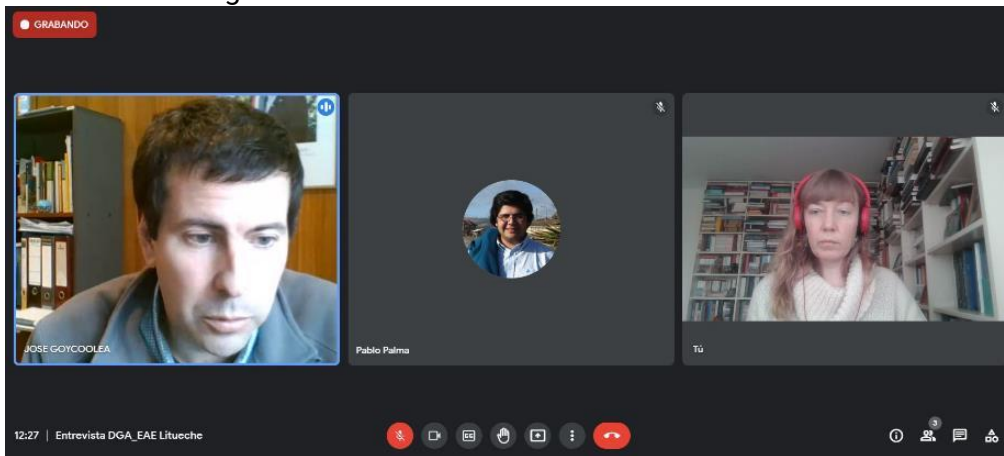 GRABANDO
JOSE GOYCOOLEA
Pablo Palma
Tú
12:27 | Entrevista DGA_EAE Litueche
3